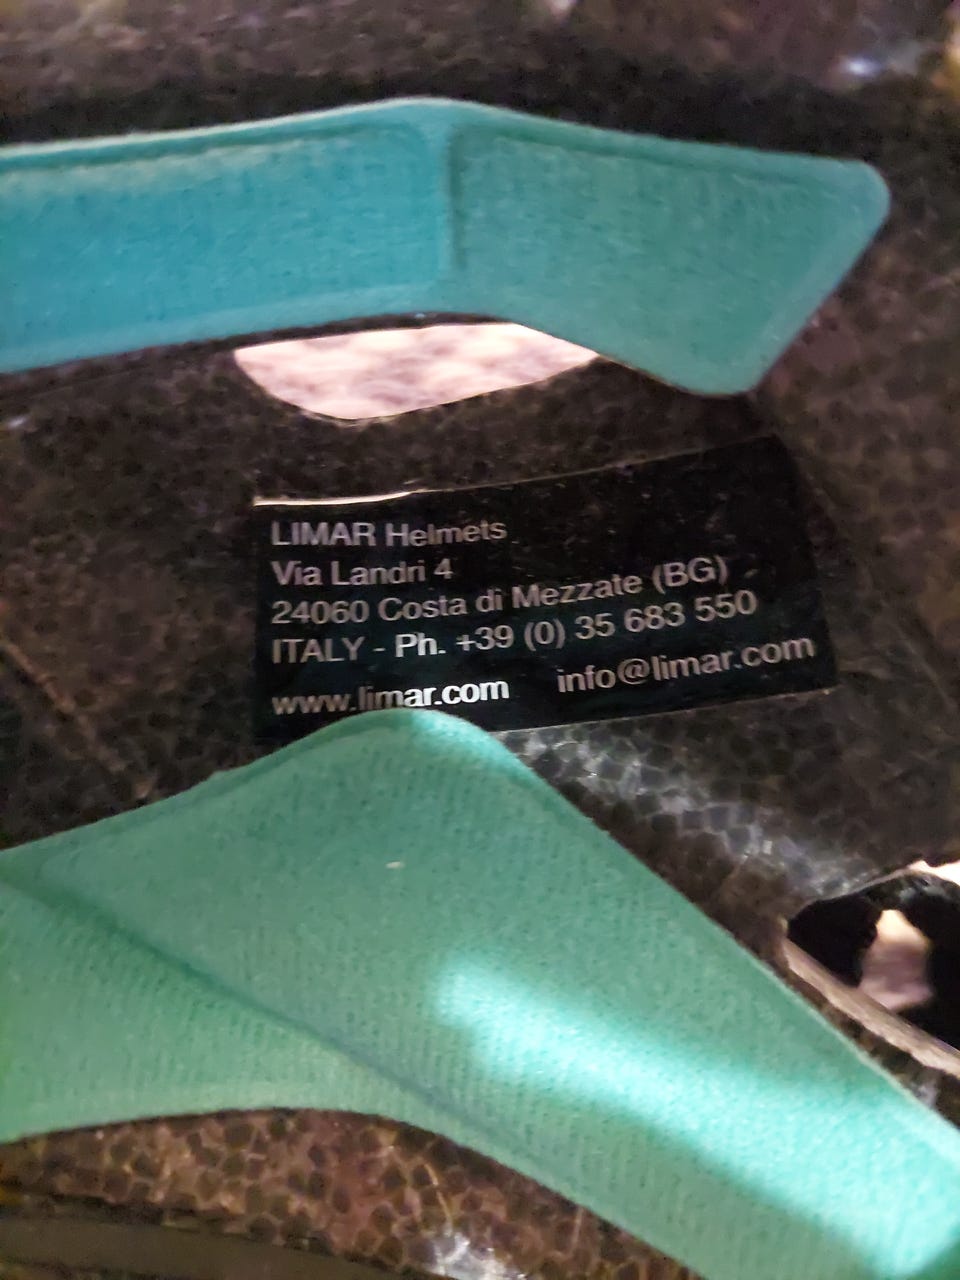 LIMAR Helmets
Via Landri 4
24060 Costa di Mezzate (BG)
ITALY - Ph. +39 (0) 35 683 550
www.limar.com info@limar.com